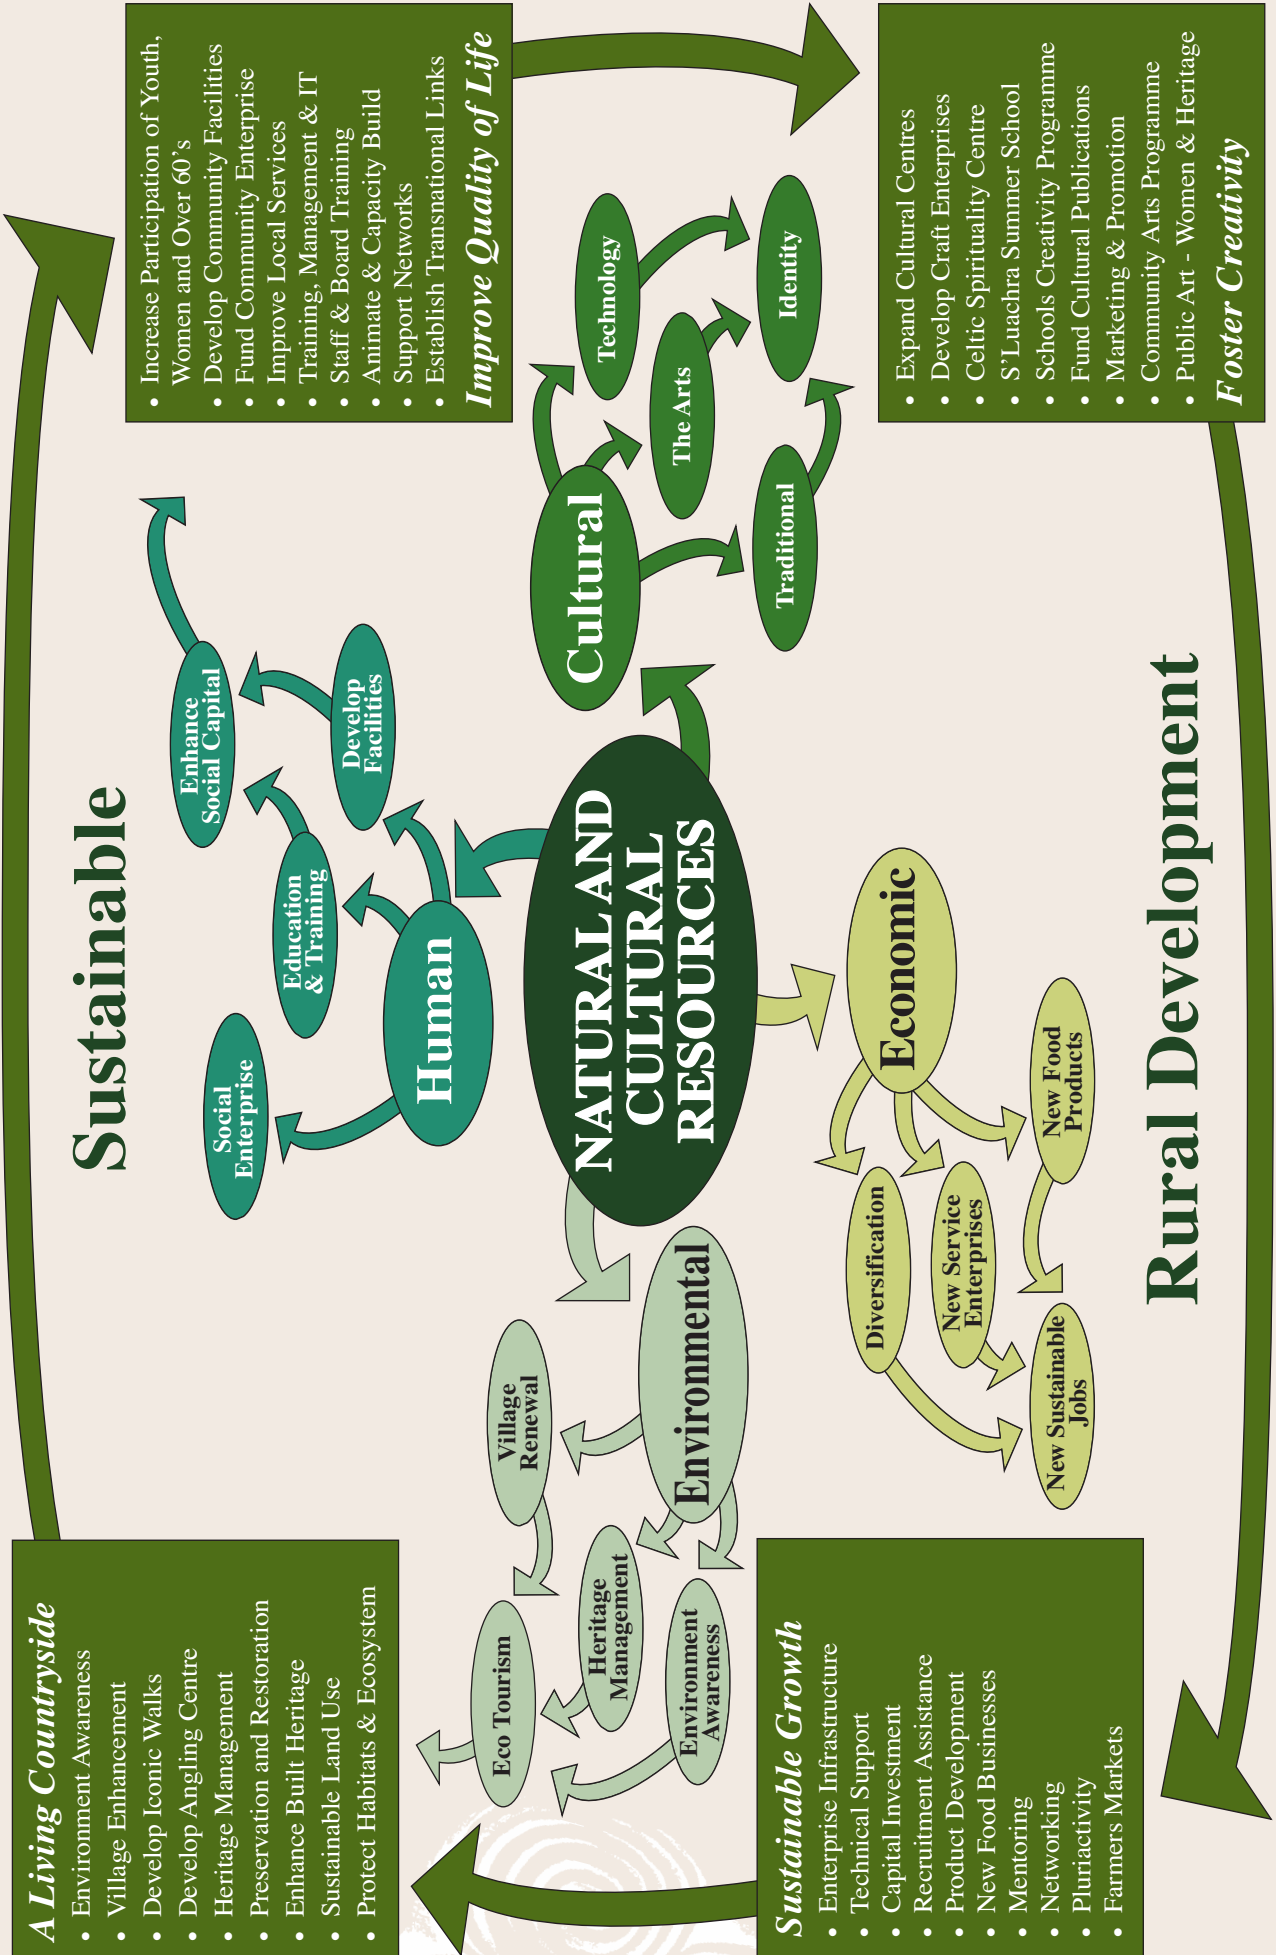 A Living Countryside
• Environment Awareness
• Village Enhancement
• Develop Iconic Walks
• Develop Angling Centre
• Heritage Management
• Preservation and Restoration
• Enhance Built Heritage
• Sustainable Land Use
• Protect Habitats & Ecosystem
Sustainable
• Increase Participation of Youth,
Women and Over 60's
• Develop Community Facilities
• Fund Community Enterprise
• Improve Local Services
• Training, Management & IT
• Staff & Board Training
• Animate & Capacity Build
• Support Networks
• Establish Transnational Links
Improve Quality of Life
Social
Enterprise
Education
& Training
Enhance
Social Capital
Develop
Facilities
Human
NATURAL AND
CULTURAL
RESOURCES
Cultural
Technology
The Arts
Traditional
Identity
Environmental
Village
Renewal
Eco Tourism
Heritage
Management
Environment
Awareness
Economic
Diversification
New Service
Enterprises
New Food
Products
New Sustainable
Jobs
Sustainable Growth
• Enterprise Infrastructure
• Technical Support
• Capital Investment
• Recruitment Assistance
• Product Development
• New Food Businesses
• Mentoring
• Networking
• Pluriactivity
• Farmers Markets
Rural Development
• Expand Cultural Centres
• Develop Craft Enterprises
• Celtic Spirituality Centre
• S'Luachra Summer School
• Schools Creativity Programme
• Fund Cultural Publications
• Marketing & Promotion
• Community Arts Programme
• Public Art - Women & Heritage
Foster Creativity